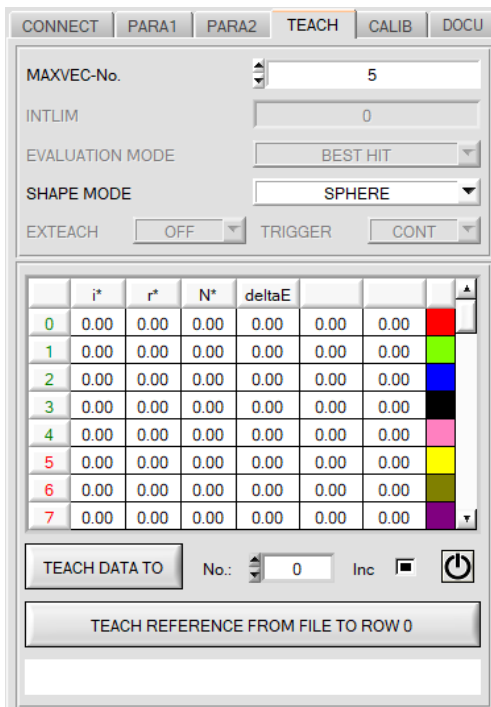 CONNECT PARA1 PARA2 TEACH CALIB DOCU
MAXVEC-No. 5
INTLIM 0
EVALUATION MODE BEST HIT
SHAPE MODE SPHERE
EXTEACH OFF TRIGGER CONT
i* r* N* deltaE
0 0.00 0.00 0.00 0.00 0.00 0.00
1 0.00 0.00 0.00 0.00 0.00 0.00
2 0.00 0.00 0.00 0.00 0.00 0.00
3 0.00 0.00 0.00 0.00 0.00 0.00
4 0.00 0.00 0.00 0.00 0.00 0.00
5 0.00 0.00 0.00 0.00 0.00 0.00
6 0.00 0.00 0.00 0.00 0.00 0.00
7 0.00 0.00 0.00 0.00 0.00 0.00
TEACH DATA TO No.: 0 Inc
TEACH REFERENCE FROM FILE TO ROW 0